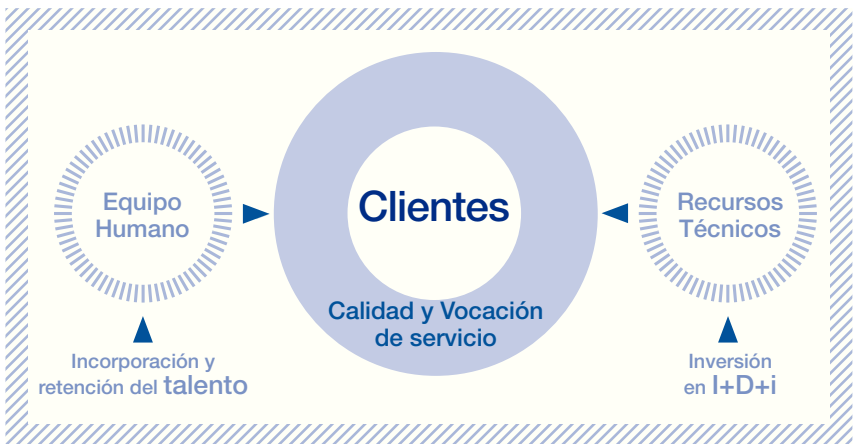 Equipo
Humano
Incorporación y
retención del talento
Clientes
Calidad y Vocación
de servicio
Recursos
Técnicos
Inversión
en I+D+i